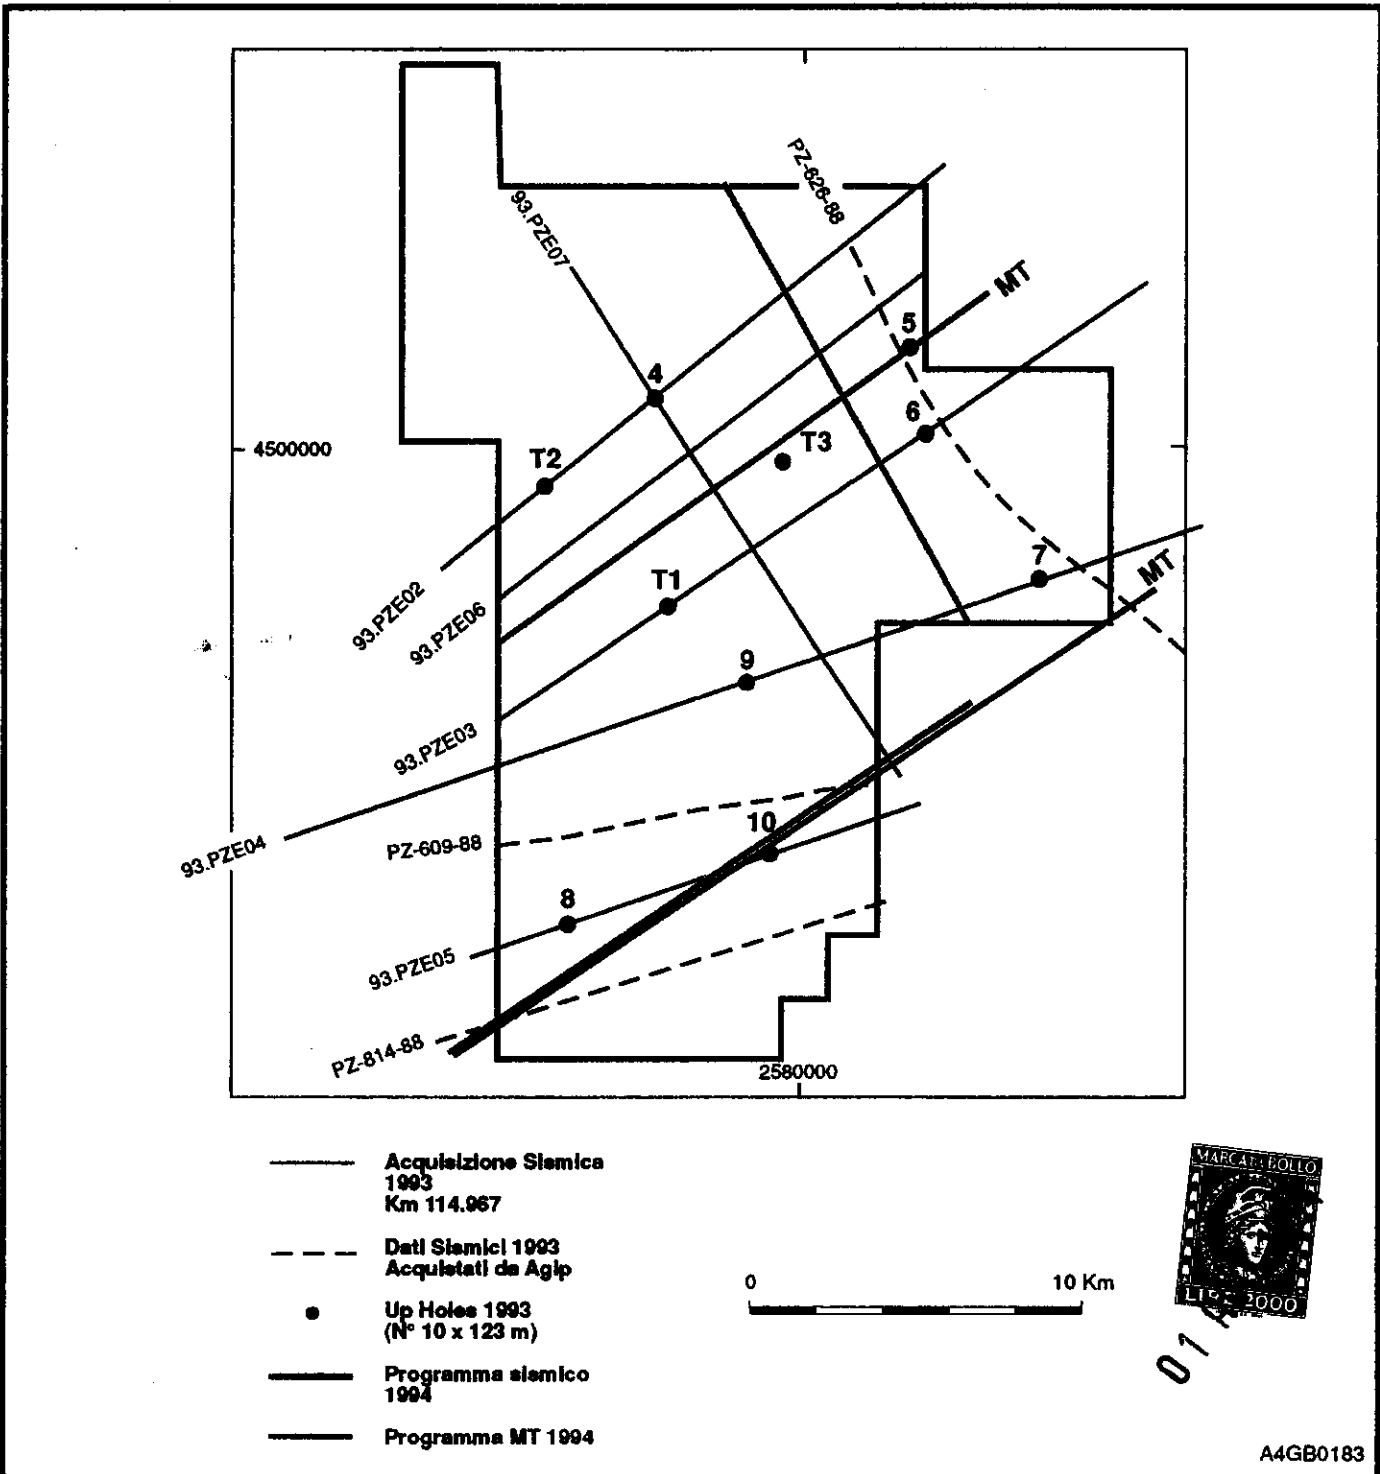 PZ-626-88
93.PZE07
MT
5
4
6
T3
4500000
T2
7
MT
T1
93.PZE02
93.PZE06
9
93.PZE03
10
PZ-609-88
93.PZE04
8
93.PZE05
PZ-814-88
2580000
Acquisizione Sismica
1993
Km 114.967
Dati Sismici 1993
Acquistati da Agip
Up Holes 1993
(N° 10 x 123 m)
Programma sismico
1994
Programma MT 1994
0 10 Km
MARCA DA BOLLO
LIRE 2000
01
A4GB0183